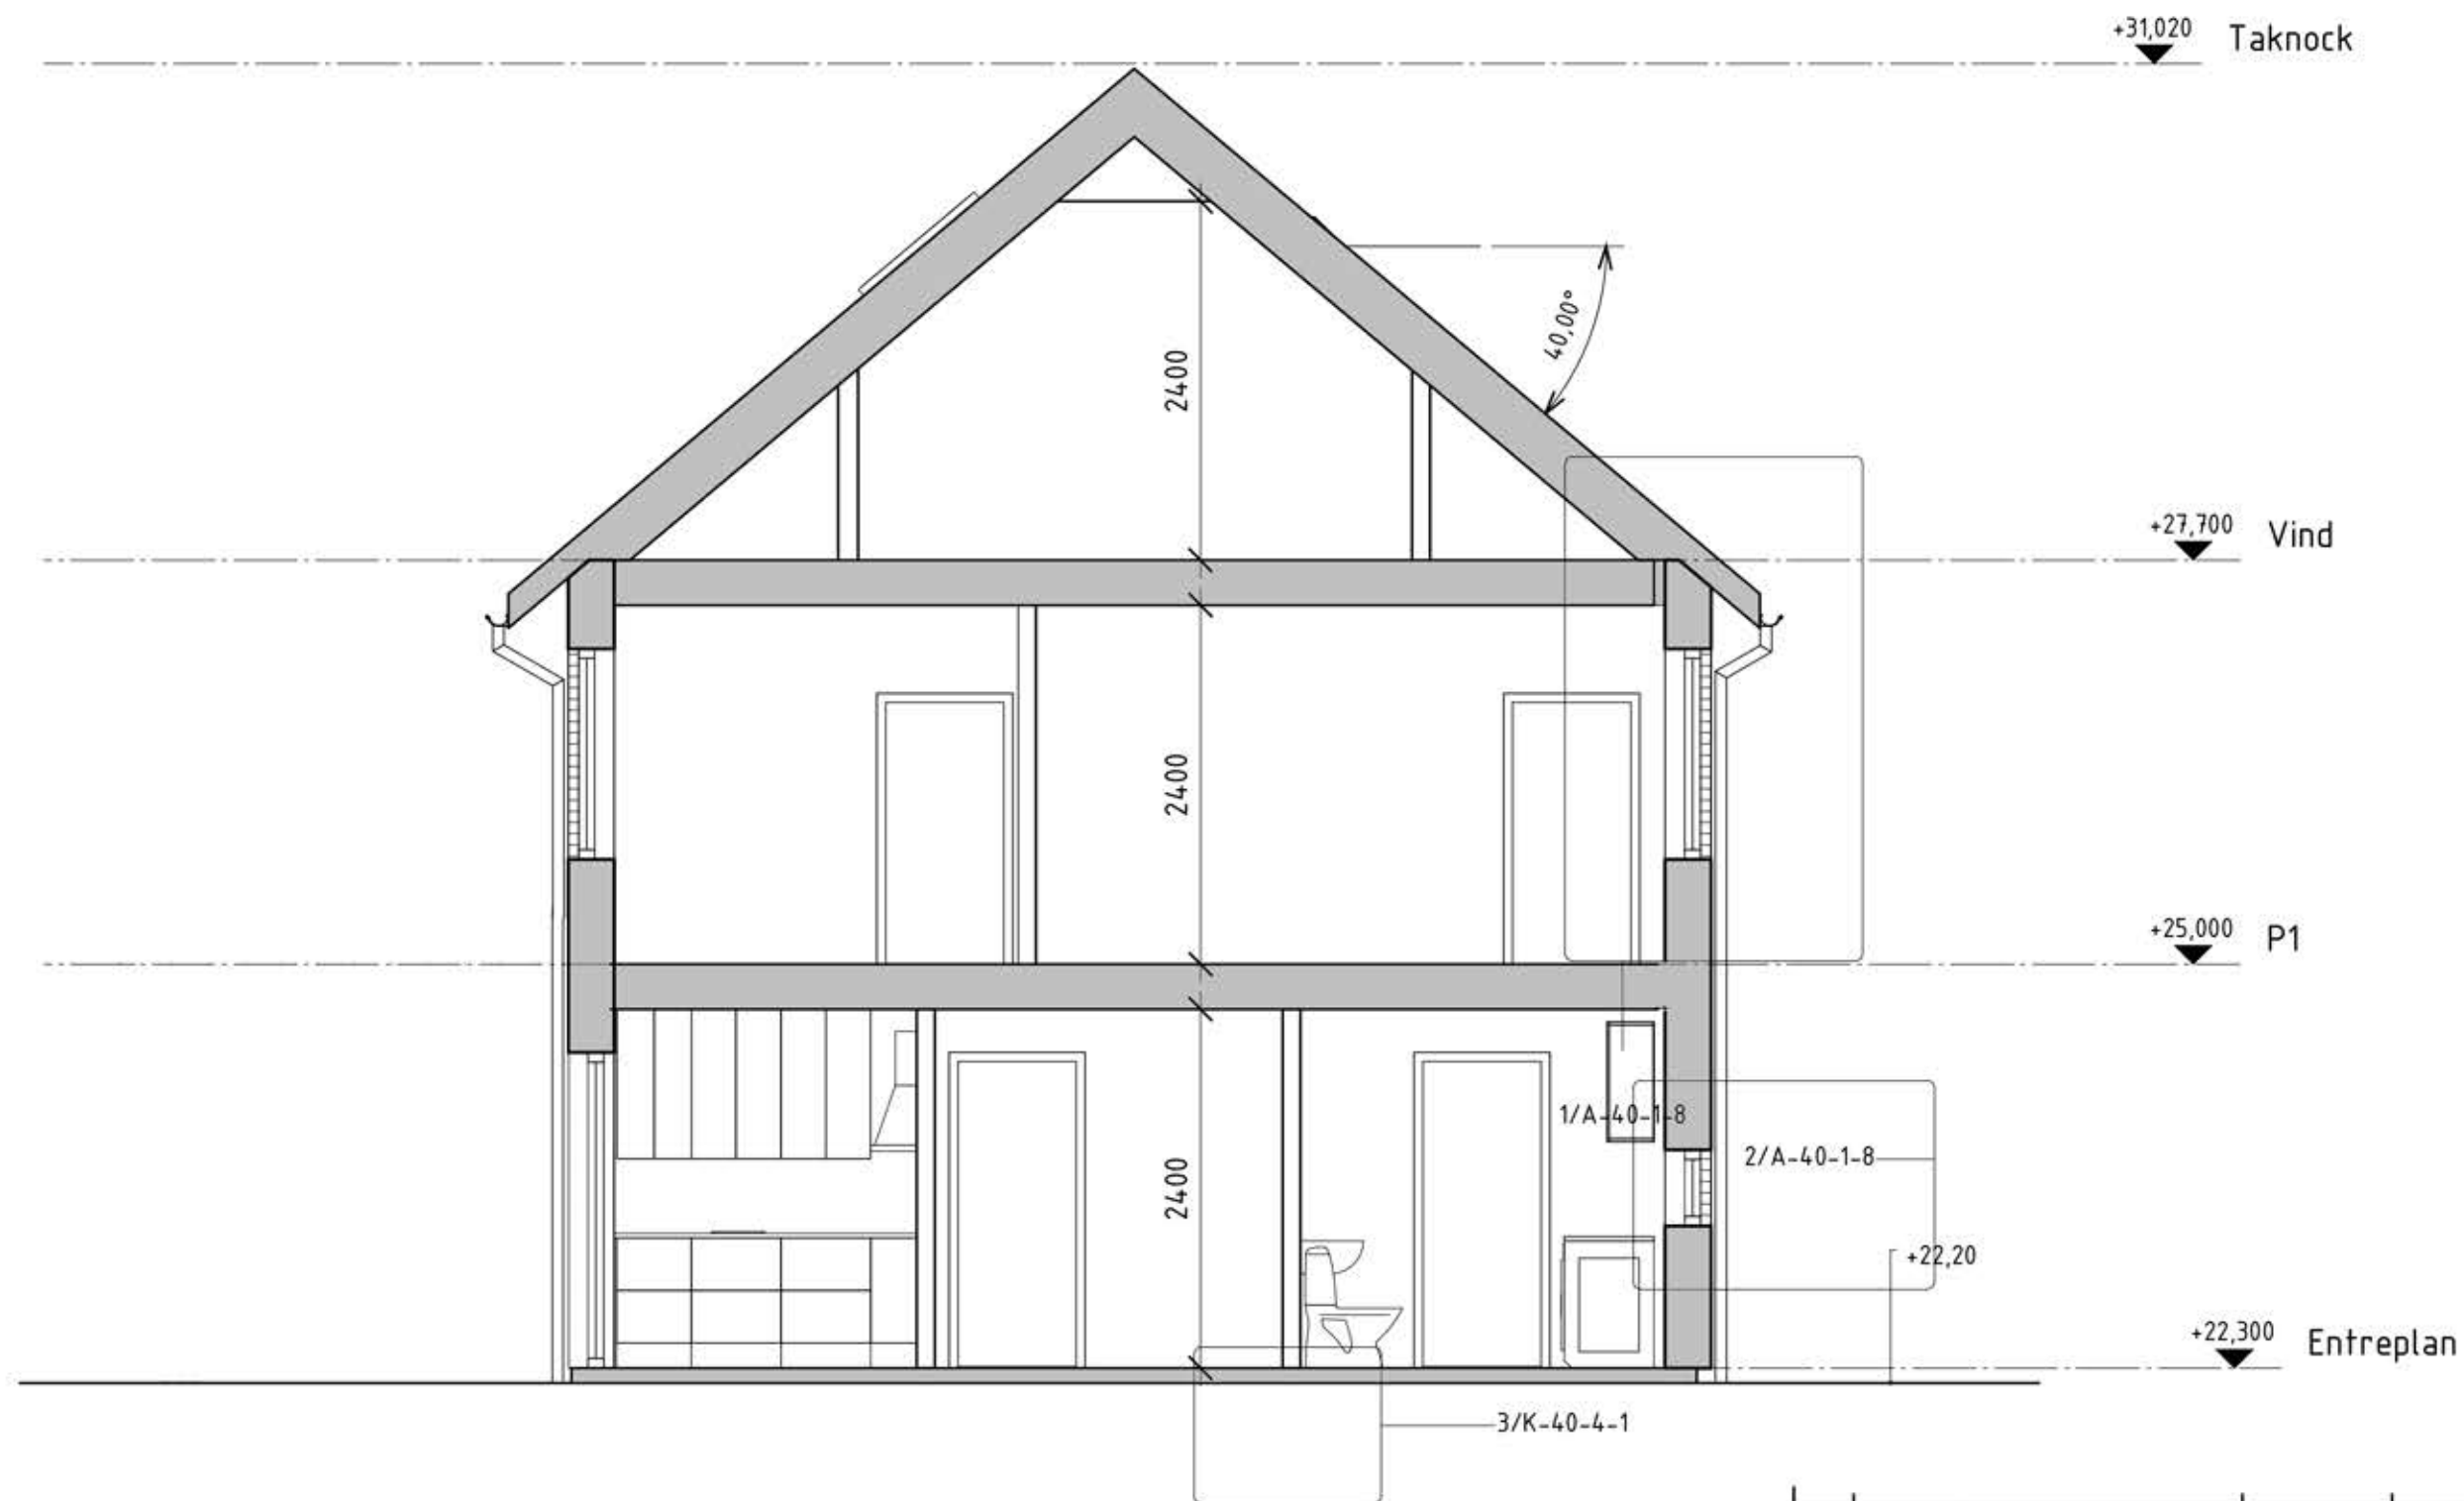 +31,020 Taknock
40,00°
2400
+27,700 Vind
2400
+25,000 P1
1/A-40-1-8
2/A-40-1-8
2400
+22,20
+22,300 Entreplan
3/K-40-4-1